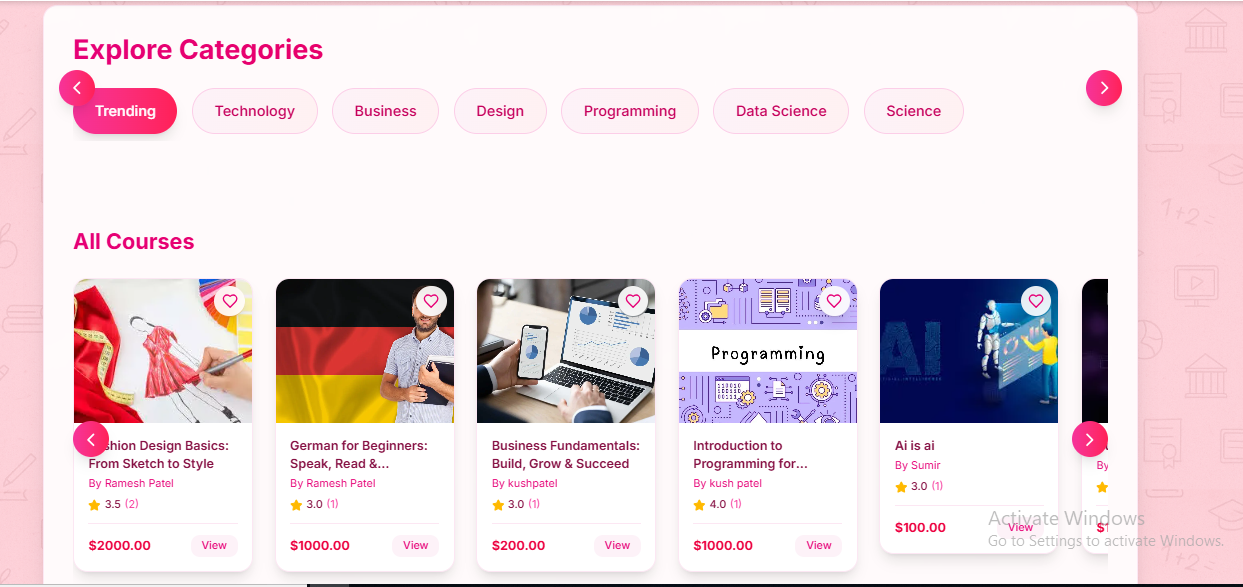 Explore Categories
Trending
Technology
Business
Design
Programming
Data Science
Science
All Courses
Programming
AI
Fashion Design Basics:
From Sketch to Style
By Ramesh Patel
3.5 (2)
$2000.00
View
German for Beginners:
Speak, Read &...
By Ramesh Patel
3.0 (1)
$1000.00
View
Business Fundamentals:
Build, Grow & Succeed
By kushpatel
3.0 (1)
$200.00
View
Introduction to
Programming for...
By kush patel
4.0 (1)
$1000.00
View
Ai is ai
By Sumir
3.0 (1)
$100.00
View
By
Activate Windows
Go to Settings to activate Windows.
1+2=